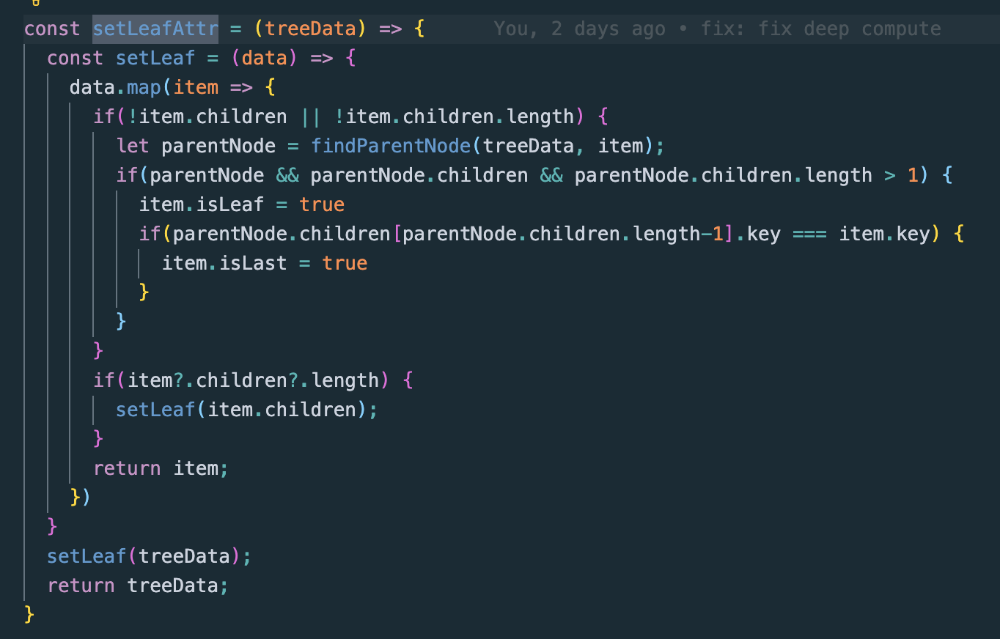 const setLeafAttr = (treeData) => {        You, 2 days ago • fix: fix deep compute
  const setLeaf = (data) => {
    data.map(item => {
      if(!item.children || !item.children.length) {
        let parentNode = findParentNode(treeData, item);
        if(parentNode && parentNode.children && parentNode.children.length > 1) {
          item.isLeaf = true
          if(parentNode.children[parentNode.children.length-1].key === item.key) {
            item.isLast = true
          }
        }
      }
      if(item?.children?.length) {
        setLeaf(item.children);
      }
      return item;
    })
  }
  setLeaf(treeData);
  return treeData;
}